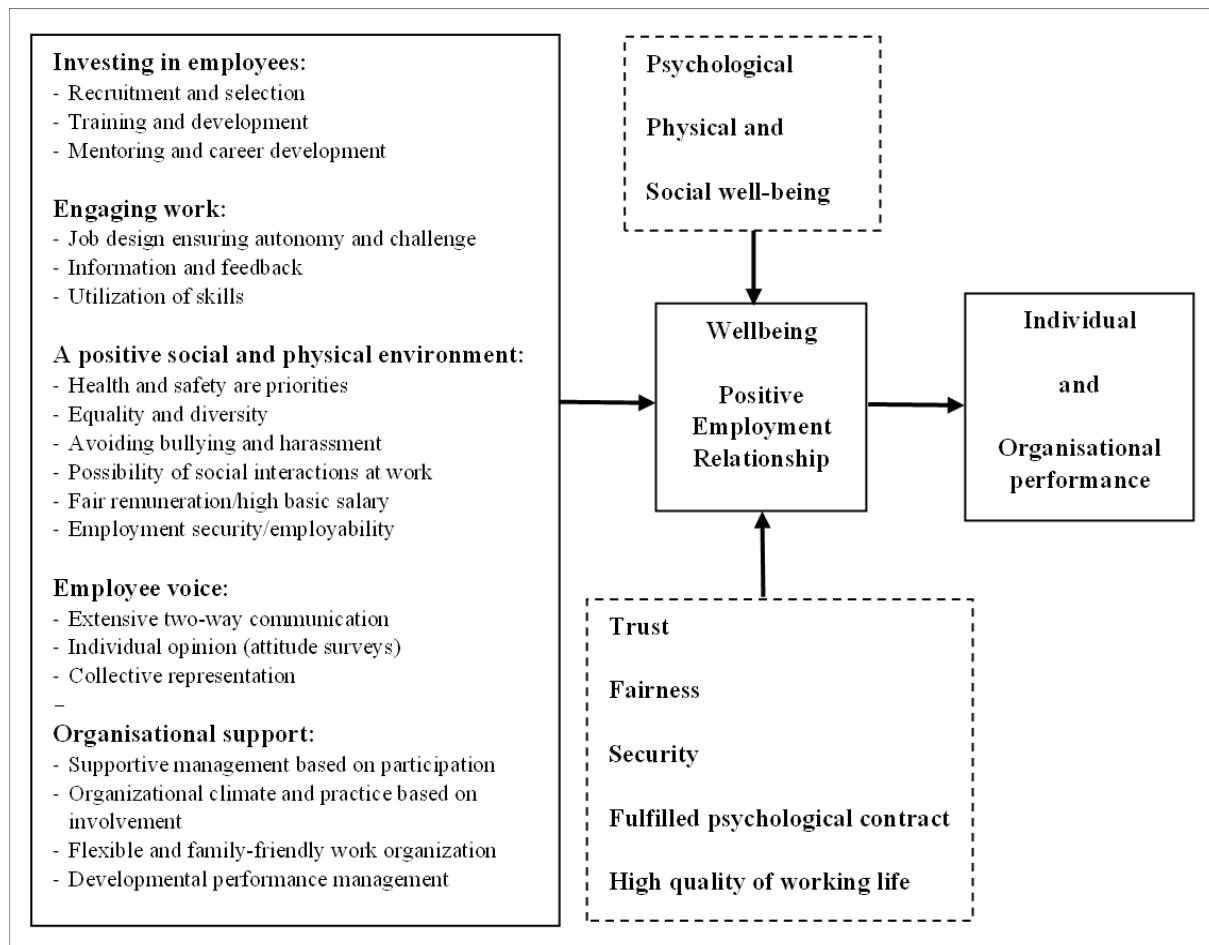 Investing in employees:
- Recruitment and selection
- Training and development
- Mentoring and career development
Engaging work:
- Job design ensuring autonomy and challenge
- Information and feedback
- Utilization of skills
A positive social and physical environment:
- Health and safety are priorities
- Equality and diversity
- Avoiding bullying and harassment
- Possibility of social interactions at work
- Fair remuneration/high basic salary
- Employment security/employability
Employee voice:
- Extensive two-way communication
- Individual opinion (attitude surveys)
- Collective representation
–
Organisational support:
- Supportive management based on participation
- Organizational climate and practice based on
involvement
- Flexible and family-friendly work organization
- Developmental performance management
Psychological
Physical and
Social well-being
Wellbeing
Positive
Employment
Relationship
Trust
Fairness
Security
Fulfilled psychological contract
High quality of working life
Individual
and
Organisational
performance